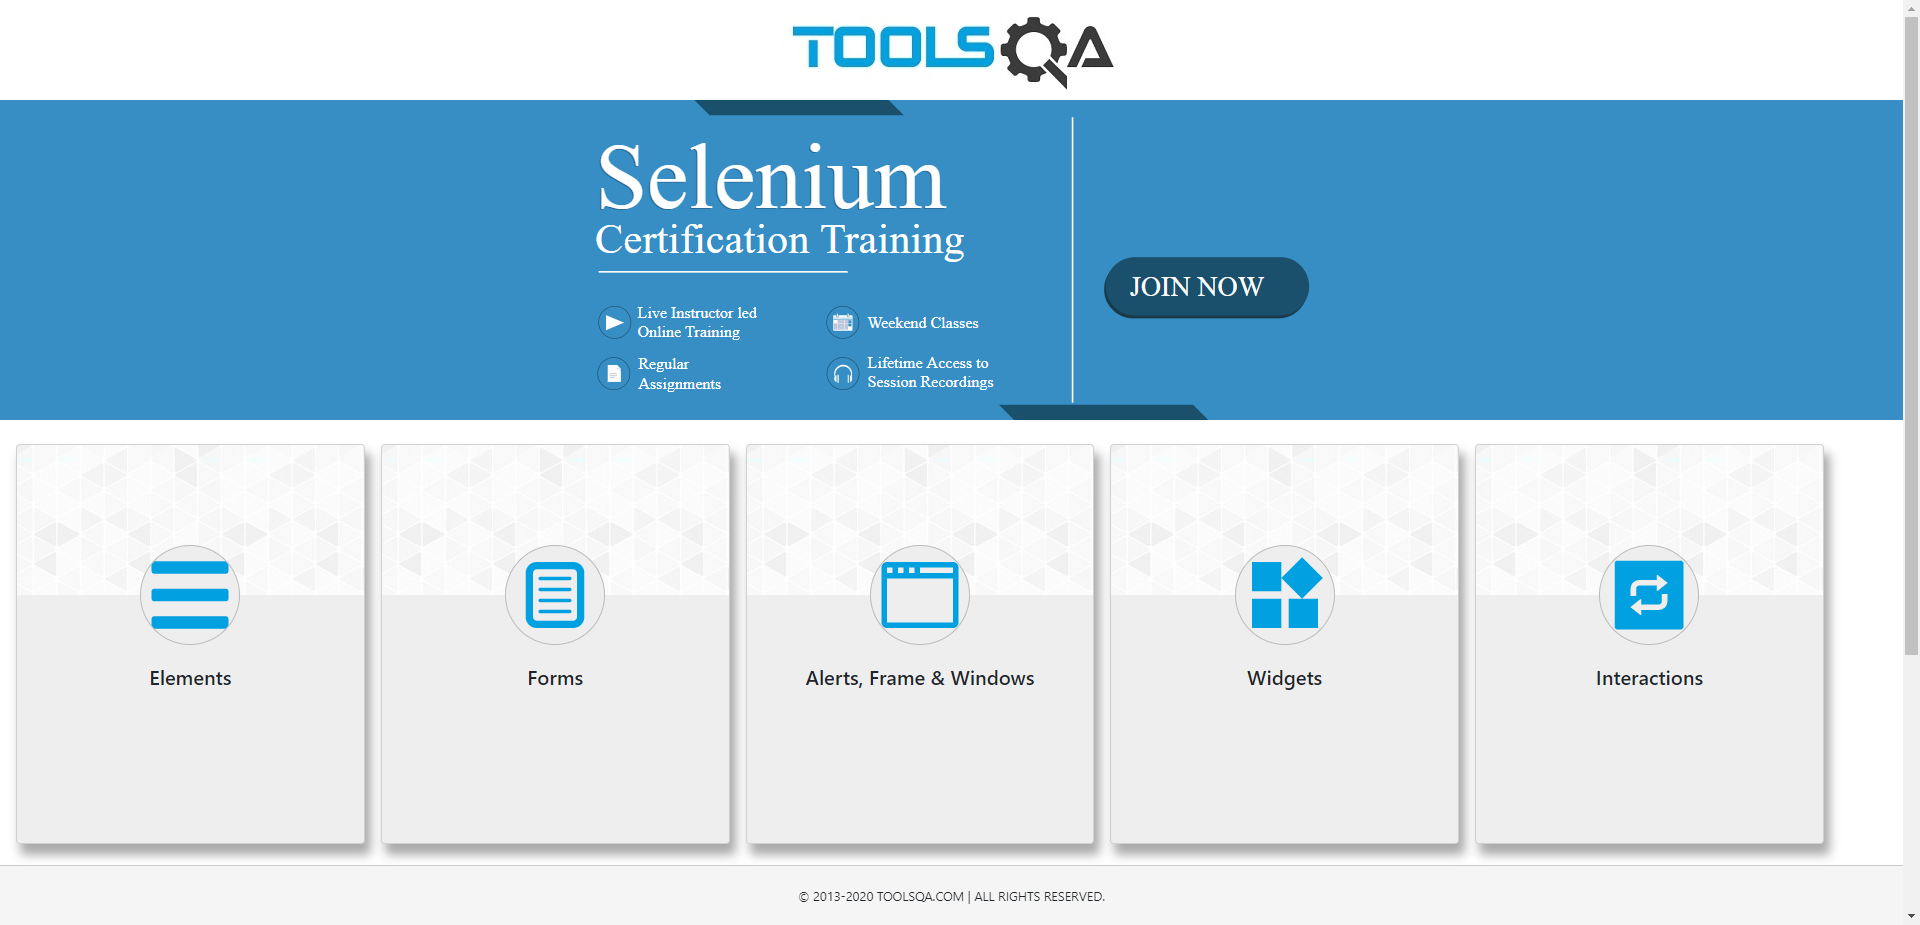 TOOLSQA
Selenium
Certification Training
JOIN NOW
Live Instructor led
Online Training
Weekend Classes
Regular
Assignments
Lifetime Access to
Session Recordings
Elements
Forms
Alerts, Frame & Windows
Widgets
Interactions
© 2013-2020 TOOLSQA.COM | ALL RIGHTS RESERVED.